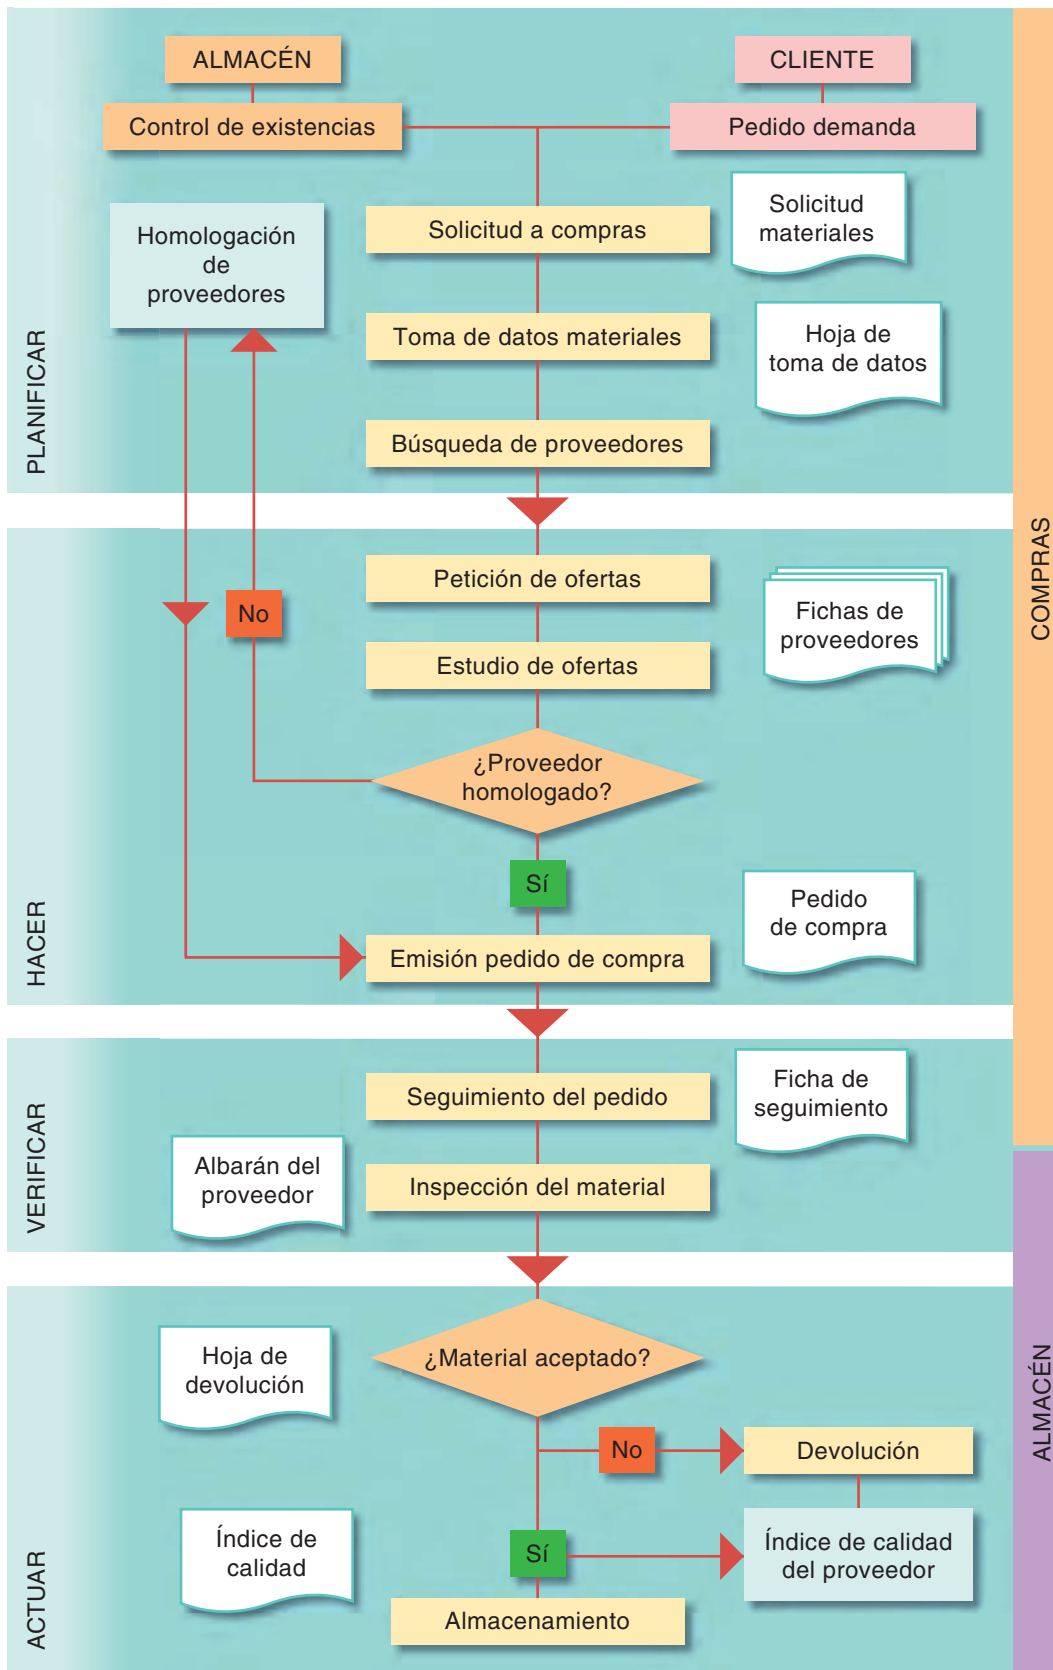 ALMACÉN
CLIENTE
Control de existencias
Pedido demanda
Solicitud
materiales
Homologación
de
proveedores
Solicitud a compras
Toma de datos materiales
Hoja de
toma de datos
Búsqueda de proveedores
PLANIFICAR
COMPRAS
Petición de ofertas
Fichas de
proveedores
No
Estudio de ofertas
¿Proveedor
homologado?
Sí
Pedido
de compra
Emisión pedido de compra
HACER
Seguimiento del pedido
Ficha de
seguimiento
Albarán del
proveedor
Inspección del material
VERIFICAR
¿Material aceptado?
Hoja de
devolución
No
Devolución
ALMACÉN
Índice de
calidad
Sí
Índice de calidad
del proveedor
Almacenamiento
ACTUAR